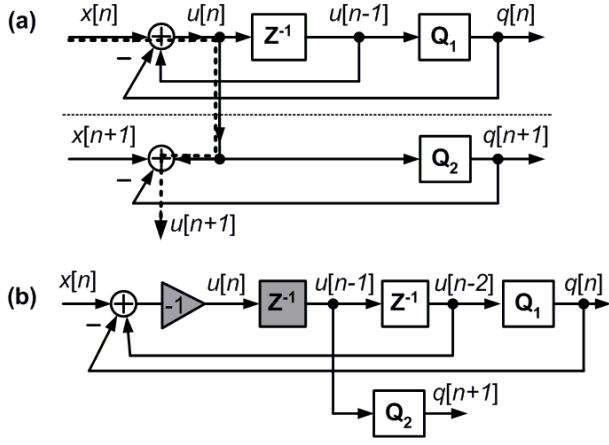 (a) x[n] u[n] Z-1 u[n-1] Q1 q[n]
+
−
x[n+1] + Q2 q[n+1]
−
u[n+1]
(b) x[n] + -1 u[n] Z-1 u[n-1] Z-1 u[n-2] Q1 q[n]
−
Q2 q[n+1]